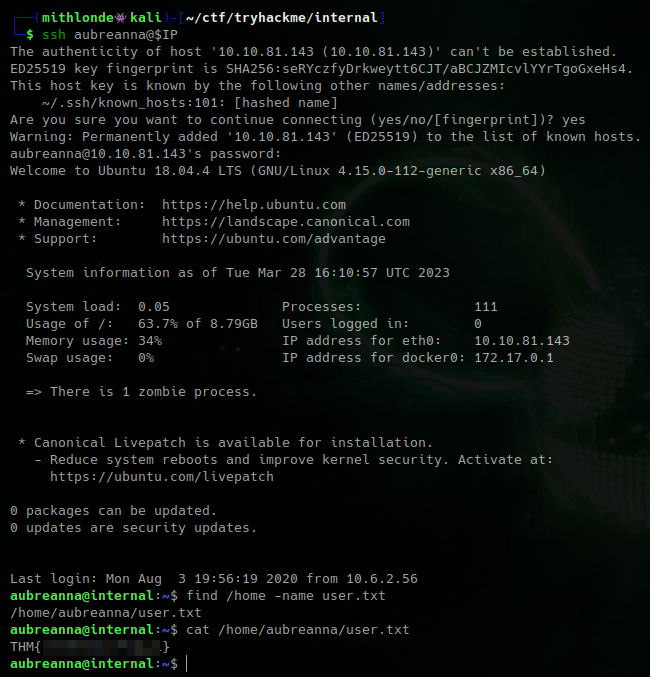 (mithlonde kali)-[~/ctf/tryhackme/internal]
$ ssh aubreanna@$IP
The authenticity of host '10.10.81.143 (10.10.81.143)' can't be established.
ED25519 key fingerprint is SHA256:seRYczfyDrkweytt6CJT/aBCJZMIcvlYYrTgoGxeHs4.
This host key is known by the following other names/addresses:
    ~/.ssh/known_hosts:101: [hashed name]
Are you sure you want to continue connecting (yes/no/[fingerprint])? yes
Warning: Permanently added '10.10.81.143' (ED25519) to the list of known hosts.
aubreanna@10.10.81.143's password:
Welcome to Ubuntu 18.04.4 LTS (GNU/Linux 4.15.0-112-generic x86_64)

 * Documentation:  https://help.ubuntu.com
 * Management:     https://landscape.canonical.com
 * Support:        https://ubuntu.com/advantage

  System information as of Tue Mar 28 16:10:57 UTC 2023

  System load:  0.05              Processes:              111
  Usage of /:   63.7% of 8.79GB   Users logged in:        0
  Memory usage: 34%               IP address for eth0:    10.10.81.143
  Swap usage:   0%                IP address for docker0: 172.17.0.1

  => There is 1 zombie process.

 * Canonical Livepatch is available for installation.
   - Reduce system reboots and improve kernel security. Activate at:
     https://ubuntu.com/livepatch

0 packages can be updated.
0 updates are security updates.

Last login: Mon Aug  3 19:56:19 2020 from 10.6.2.56
aubreanna@internal:~$ find /home -name user.txt
/home/aubreanna/user.txt
aubreanna@internal:~$ cat /home/aubreanna/user.txt
THM{ }
aubreanna@internal:~$